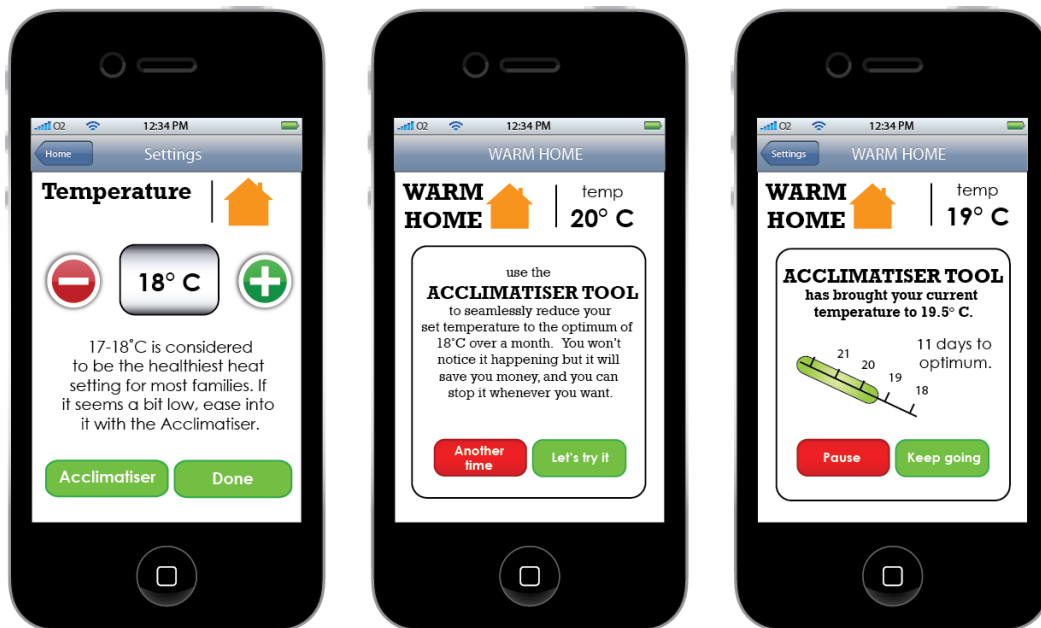 O2 12:34 PM
Home Settings
Temperature
18° C
17-18˚C is considered
to be the healthiest heat
setting for most families. If
it seems a bit low, ease into
it with the Acclimatiser.
Acclimatiser Done
O2 12:34 PM
WARM HOME
WARM
HOME
temp
20° C
use the
ACCLIMATISER TOOL
to seamlessly reduce your
set temperature to the optimum of
18˚C over a month. You won't
notice it happening but it will
save you money, and you can
stop it whenever you want.
Another
time
Let's try it
O2 12:34 PM
Settings WARM HOME
WARM
HOME
temp
19° C
ACCLIMATISER TOOL
has brought your current
temperature to 19.5° C.
11 days to
optimum.
21
20
19
18
Pause Keep going